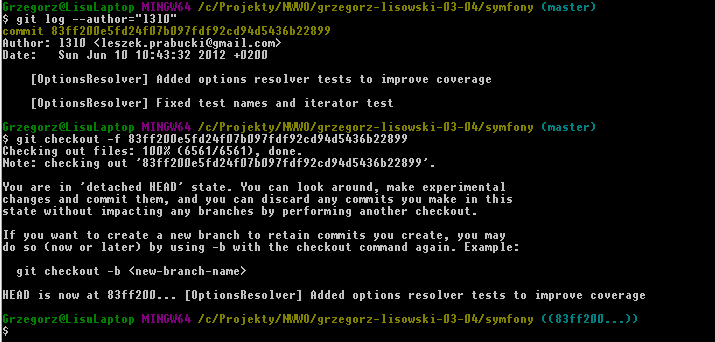 Grzegorz@LisuLaptop MINGW64 /c/Projekty/NWWO/grzegorz-lisowski-03-04/symfony (master)
$ git log --author="l3l0"
commit 83ff200e5fd24f07b097fdf92cd94d5436b22899
Author: l3l0 <leszek.prabucki@gmail.com>
Date:   Sun Jun 10 10:43:32 2012 +0200
[OptionsResolver] Added options resolver tests to improve coverage
[OptionsResolver] Fixed test names and iterator test
Grzegorz@LisuLaptop MINGW64 /c/Projekty/NWWO/grzegorz-lisowski-03-04/symfony (master)
$ git checkout -f 83ff200e5fd24f07b097fdf92cd94d5436b22899
Checking out files: 100% (6561/6561), done.
Note: checking out '83ff200e5fd24f07b097fdf92cd94d5436b22899'.
You are in 'detached HEAD' state. You can look around, make experimental
changes and commit them, and you can discard any commits you make in this
state without impacting any branches by performing another checkout.
If you want to create a new branch to retain commits you create, you may
do so (now or later) by using -b with the checkout command again. Example:
git checkout -b <new-branch-name>
HEAD is now at 83ff200... [OptionsResolver] Added options resolver tests to improve coverage
Grzegorz@LisuLaptop MINGW64 /c/Projekty/NWWO/grzegorz-lisowski-03-04/symfony ((83ff200...))
$